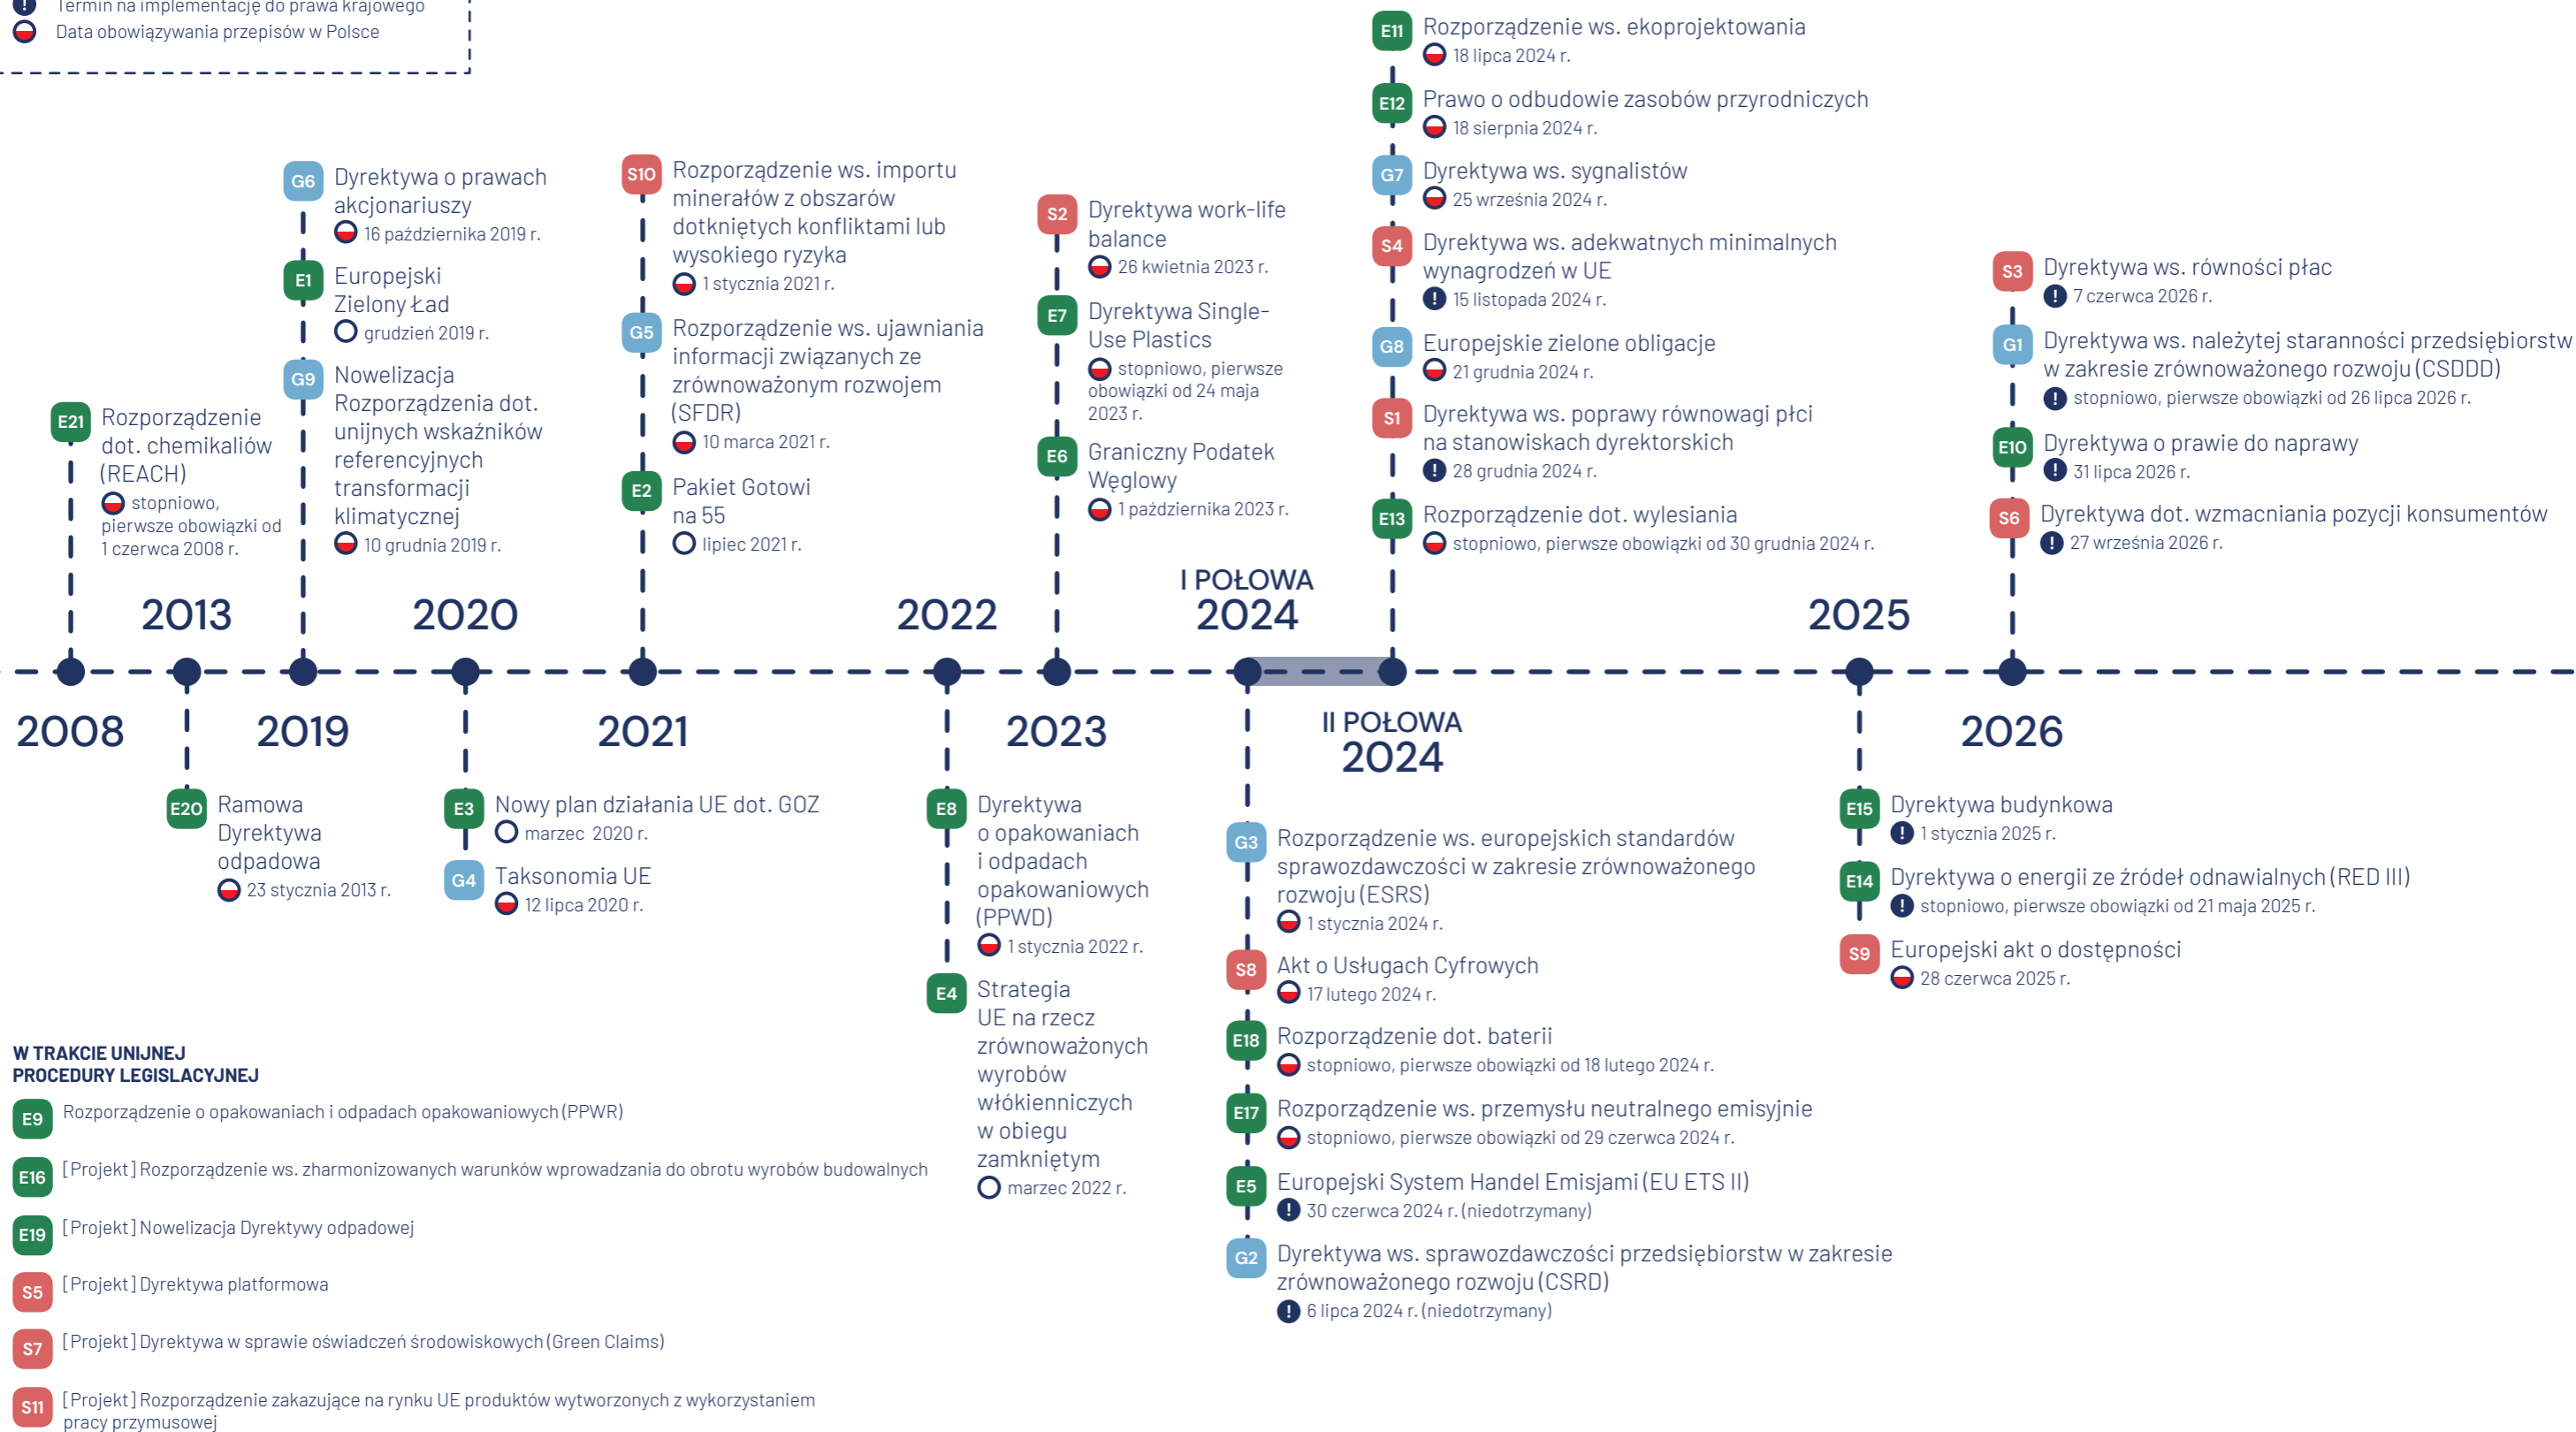 ! Termin na implementację do prawa krajowego
Data obowiązywania przepisów w Polsce
E21 Rozporządzenie
dot. chemikaliów
(REACH)
stopniowo,
pierwsze obowiązki od
1 czerwca 2008 r.
G6 Dyrektywa o prawach
akcjonariuszy
16 października 2019 r.
E1 Europejski
Zielony Ład
grudzień 2019 r.
G9 Nowelizacja
Rozporządzenia dot.
unijnych wskaźników
referencyjnych
transformacji
klimatycznej
10 grudnia 2019 r.
S10 Rozporządzenie ws. importu
minerałów z obszarów
dotkniętych konfliktami lub
wysokiego ryzyka
1 stycznia 2021 r.
G5 Rozporządzenie ws. ujawniania
informacji związanych ze
zrównoważonym rozwojem
(SFDR)
10 marca 2021 r.
E2 Pakiet Gotowi
na 55
lipiec 2021 r.
S2 Dyrektywa work-life
balance
26 kwietnia 2023 r.
E7 Dyrektywa Single-
Use Plastics
stopniowo, pierwsze
obowiązki od 24 maja
2023 r.
E6 Graniczny Podatek
Węglowy
1 października 2023 r.
E11 Rozporządzenie ws. ekoprojektowania
18 lipca 2024 r.
E12 Prawo o odbudowie zasobów przyrodniczych
18 sierpnia 2024 r.
G7 Dyrektywa ws. sygnalistów
25 września 2024 r.
S4 Dyrektywa ws. adekwatnych minimalnych
wynagrodzeń w UE
! 15 listopada 2024 r.
G8 Europejskie zielone obligacje
21 grudnia 2024 r.
S1 Dyrektywa ws. poprawy równowagi płci
na stanowiskach dyrektorskich
! 28 grudnia 2024 r.
E13 Rozporządzenie dot. wylesiania
stopniowo, pierwsze obowiązki od 30 grudnia 2024 r.
S3 Dyrektywa ws. równości płac
! 7 czerwca 2026 r.
G1 Dyrektywa ws. należytej staranności przedsiębiorstw
w zakresie zrównoważonego rozwoju (CSDDD)
! stopniowo, pierwsze obowiązki od 26 lipca 2026 r.
E10 Dyrektywa o prawie do naprawy
! 31 lipca 2026 r.
S6 Dyrektywa dot. wzmacniania pozycji konsumentów
! 27 września 2026 r.
2013
2020
2022
I POŁOWA
2024
2025
2008
2019
2021
2023
II POŁOWA
2024
2026
E20 Ramowa
Dyrektywa
odpadowa
23 stycznia 2013 r.
E3 Nowy plan działania UE dot. GOZ
marzec 2020 r.
G4 Taksonomia UE
12 lipca 2020 r.
E8 Dyrektywa
o opakowaniach
i odpadach
opakowaniowych
(PPWD)
1 stycznia 2022 r.
E4 Strategia
UE na rzecz
zrównoważonych
wyrobów
włókienniczych
w obiegu
zamkniętym
marzec 2022 r.
G3 Rozporządzenie ws. europejskich standardów
sprawozdawczości w zakresie zrównoważonego
rozwoju (ESRS)
1 stycznia 2024 r.
S8 Akt o Usługach Cyfrowych
17 lutego 2024 r.
E18 Rozporządzenie dot. baterii
stopniowo, pierwsze obowiązki od 18 lutego 2024 r.
E17 Rozporządzenie ws. przemysłu neutralnego emisyjnie
stopniowo, pierwsze obowiązki od 29 czerwca 2024 r.
E5 Europejski System Handel Emisjami (EU ETS II)
! 30 czerwca 2024 r. (niedotrzymany)
G2 Dyrektywa ws. sprawozdawczości przedsiębiorstw w zakresie
zrównoważonego rozwoju (CSRD)
! 6 lipca 2024 r. (niedotrzymany)
E15 Dyrektywa budynkowa
! 1 stycznia 2025 r.
E14 Dyrektywa o energii ze źródeł odnawialnych (RED III)
! stopniowo, pierwsze obowiązki od 21 maja 2025 r.
S9 Europejski akt o dostępności
28 czerwca 2025 r.
W TRAKCIE UNIJNEJ
PROCEDURY LEGISLACYJNEJ
E9 Rozporządzenie o opakowaniach i odpadach opakowaniowych (PPWR)
E16 [Projekt] Rozporządzenie ws. zharmonizowanych warunków wprowadzania do obrotu wyrobów budowalnych
E19 [Projekt] Nowelizacja Dyrektywy odpadowej
S5 [Projekt] Dyrektywa platformowa
S7 [Projekt] Dyrektywa w sprawie oświadczeń środowiskowych (Green Claims)
S11 [Projekt] Rozporządzenie zakazujące na rynku UE produktów wytworzonych z wykorzystaniem
pracy przymusowej